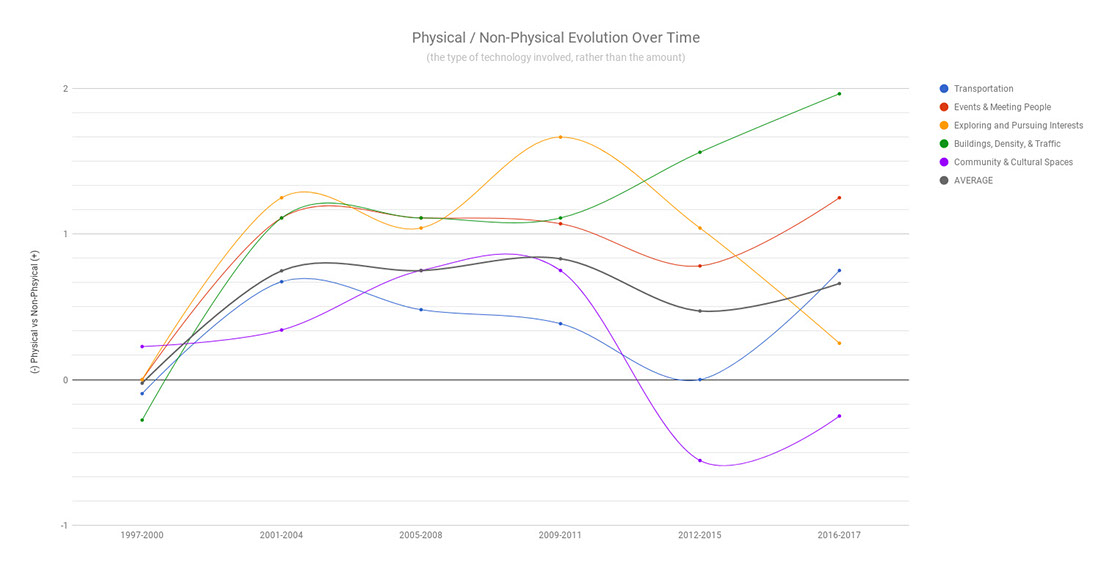 Physical / Non-Physical Evolution Over Time
(the type of technology involved, rather than the amount)
(-) Physical vs Non-Phsyical (+)
2
1
0
-1
1997-2000
2001-2004
2005-2008
2009-2011
2012-2015
2016-2017
Transportation
Events & Meeting People
Exploring and Pursuing Interests
Buildings, Density, & Traffic
Community & Cultural Spaces
AVERAGE